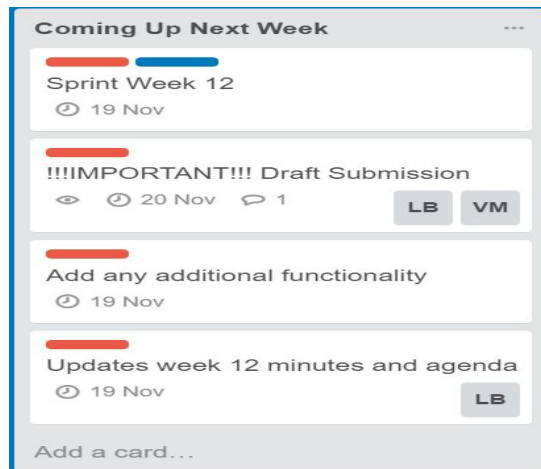 Coming Up Next Week ...
Sprint Week 12
19 Nov
!!!IMPORTANT!!! Draft Submission
20 Nov 1 LB VM
Add any additional functionality
19 Nov
Updates week 12 minutes and agenda
19 Nov LB
Add a card...